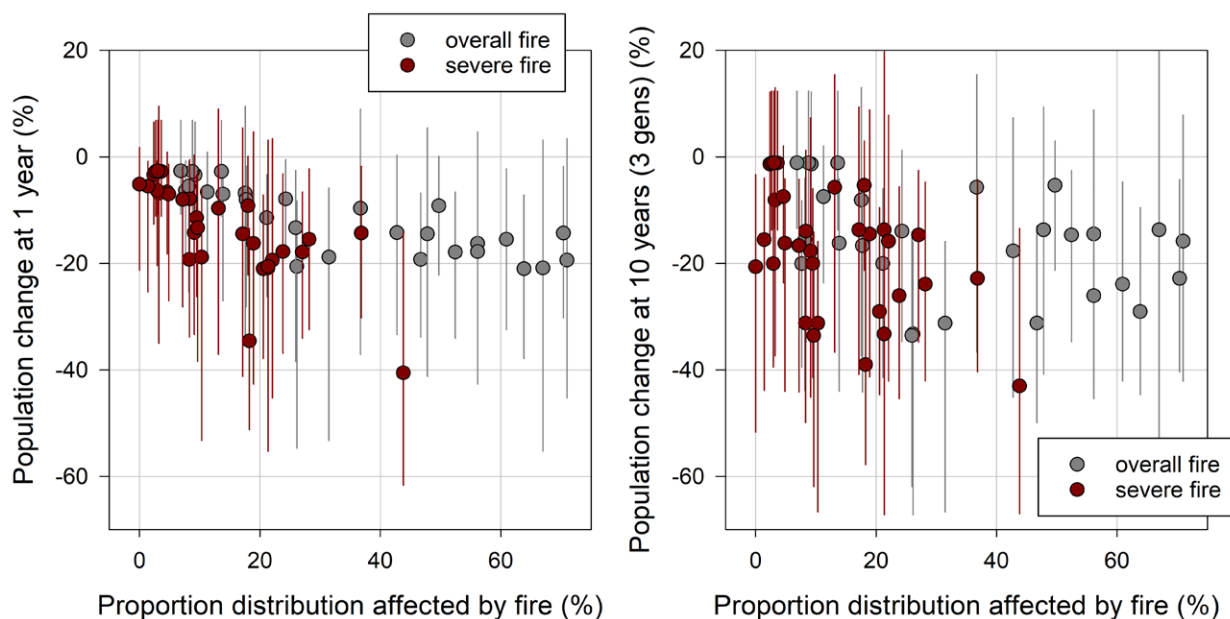 overall fire
severe fire
Population change at 1 year (%)
20
0
-20
-40
-60
0
20
40
60
Proportion distribution affected by fire (%)
Population change at 10 years (3 gens) (%)
20
0
-20
-40
-60
overall fire
severe fire
0
20
40
60
Proportion distribution affected by fire (%)